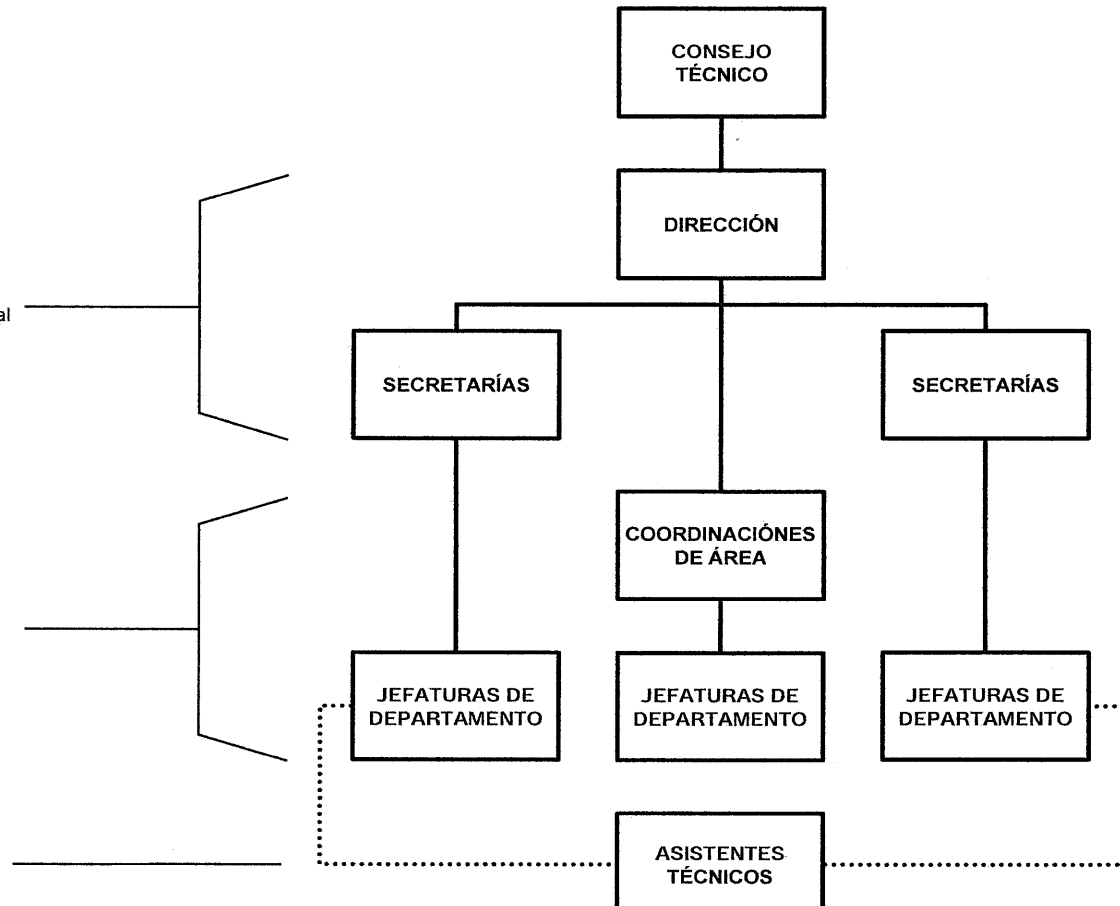 CONSEJO
TÉCNICO
DIRECCIÓN
al
SECRETARÍAS
SECRETARÍAS
COORDINACIÓNES
DE ÁREA
JEFATURAS DE
DEPARTAMENTO
JEFATURAS DE
DEPARTAMENTO
JEFATURAS DE
DEPARTAMENTO
ASISTENTES
TÉCNICOS